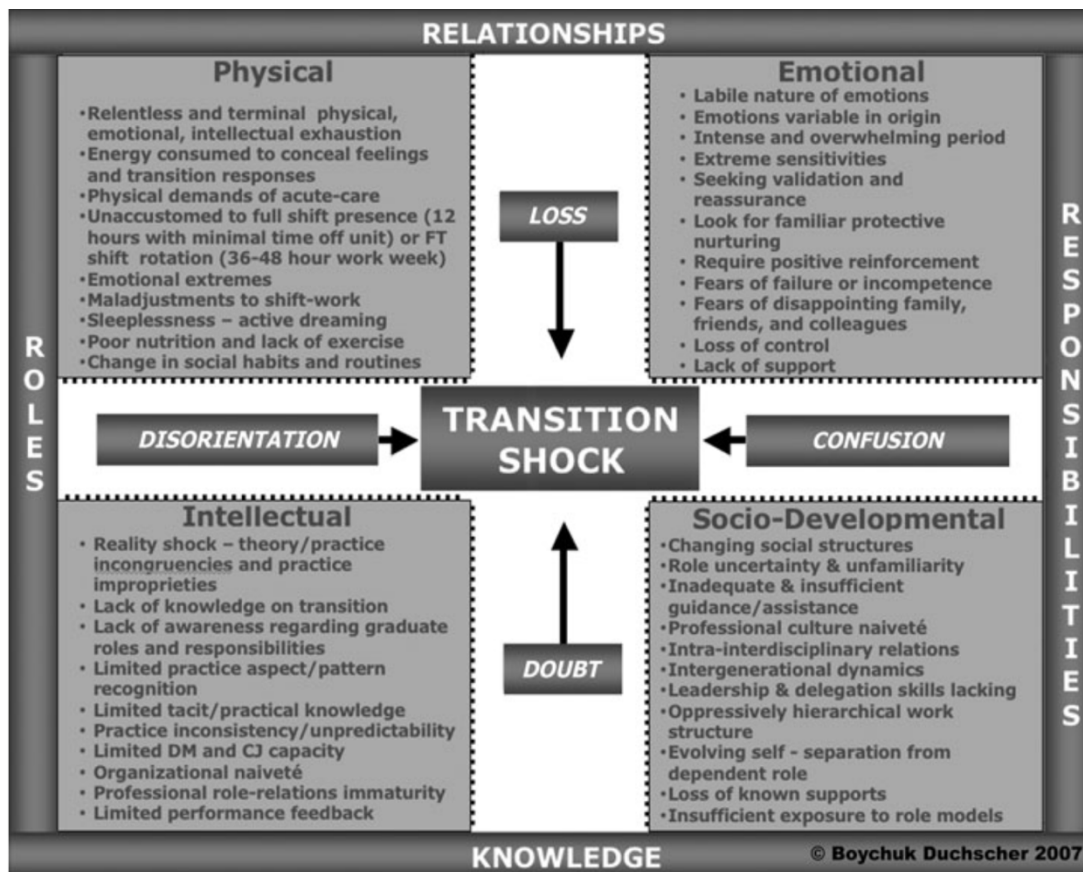 RELATIONSHIPS
Physical
•Relentless and terminal physical,
emotional, intellectual exhaustion
•Energy consumed to conceal feelings
and transition responses
•Physical demands of acute-care
•Unaccustomed to full shift presence (12
hours with minimal time off unit) or FT
shift rotation (36-48 hour work week)
•Emotional extremes
•Maladjustments to shift-work
•Sleeplessness – active dreaming
•Poor nutrition and lack of exercise
•Change in social habits and routines
Emotional
• Labile nature of emotions
• Emotions variable in origin
• Intense and overwhelming period
• Extreme sensitivities
• Seeking validation and
reassurance
• Look for familiar protective
nurturing
• Require positive reinforcement
• Fears of failure or incompetence
• Fears of disappointing family,
friends, and colleagues
• Loss of control
• Lack of support
LOSS
ROLES
RESPONSIBILITIES
DISORIENTATION
TRANSITION
SHOCK
CONFUSION
DOUBT
Intellectual
• Reality shock – theory/practice
incongruencies and practice
improprieties
• Lack of knowledge on transition
• Lack of awareness regarding graduate
roles and responsibilities
• Limited practice aspect/pattern
recognition
• Limited tacit/practical knowledge
• Practice inconsistency/unpredictability
• Limited DM and CJ capacity
• Organizational naiveté
• Professional role-relations immaturity
• Limited performance feedback
Socio-Developmental
•Changing social structures
•Role uncertainty & unfamiliarity
•Inadequate & insufficient
guidance/assistance
•Professional culture naiveté
•Intra-interdisciplinary relations
•Intergenerational dynamics
•Leadership & delegation skills lacking
•Oppressively hierarchical work
structure
•Evolving self - separation from
dependent role
•Loss of known supports
•Insufficient exposure to role models
KNOWLEDGE
© Boychuk Duchscher 2007